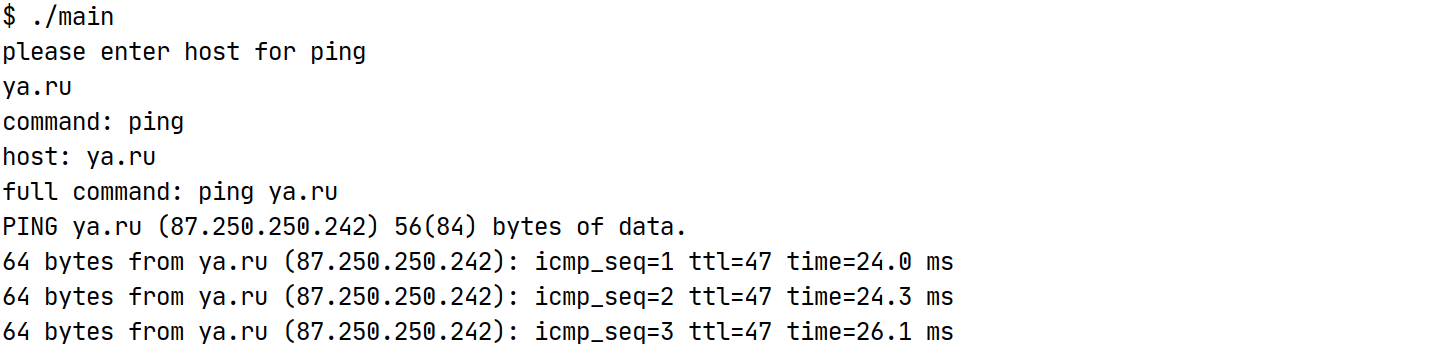 $ ./main
please enter host for ping
ya.ru
command: ping
host: ya.ru
full command: ping ya.ru
PING ya.ru (87.250.250.242) 56(84) bytes of data.
64 bytes from ya.ru (87.250.250.242): icmp_seq=1 ttl=47 time=24.0 ms
64 bytes from ya.ru (87.250.250.242): icmp_seq=2 ttl=47 time=24.3 ms
64 bytes from ya.ru (87.250.250.242): icmp_seq=3 ttl=47 time=26.1 ms